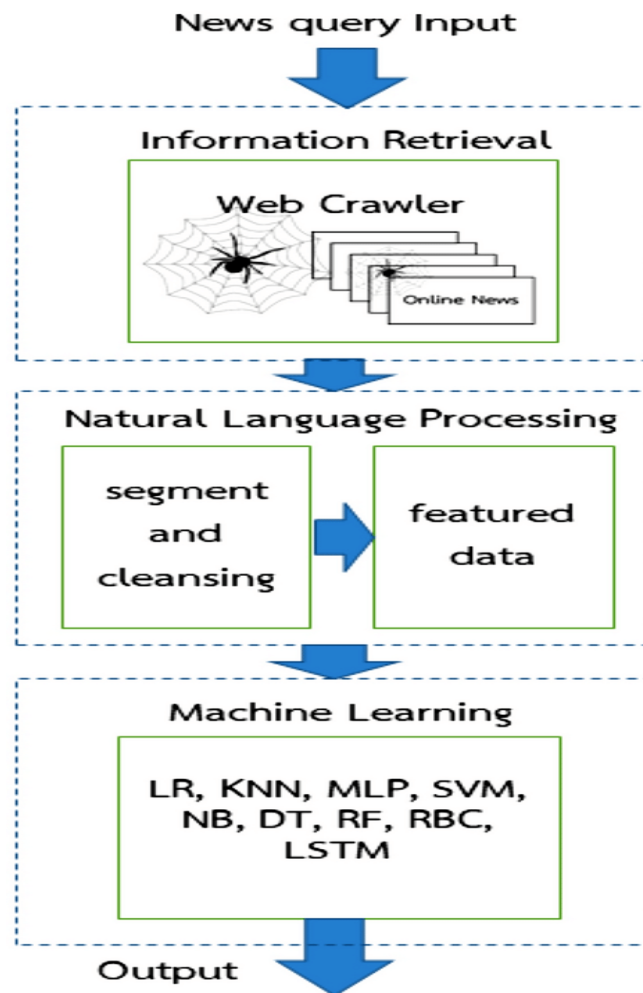 News query Input
Information Retrieval
Web Crawler
Online News
Natural Language Processing
segment
and
cleansing
featured
data
Machine Learning
LR, KNN, MLP, SVM,
NB, DT, RF, RBC,
LSTM
Output